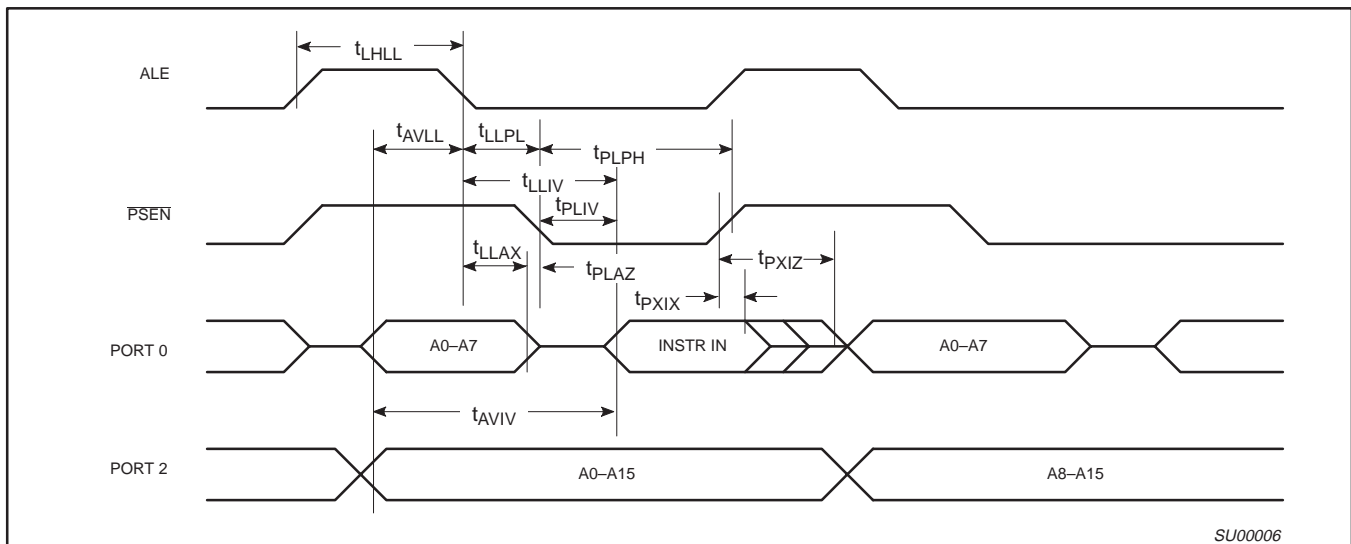 tLHLL
ALE
tAVLL
tLLPL
tPLPH
tLLIV
PSEN
tPLIV
tLLAX
tPLAZ
tPXIZ
tPXIX
PORT 0
A0–A7
INSTR IN
A0–A7
tAVIV
PORT 2
A0–A15
A8–A15
SU00006